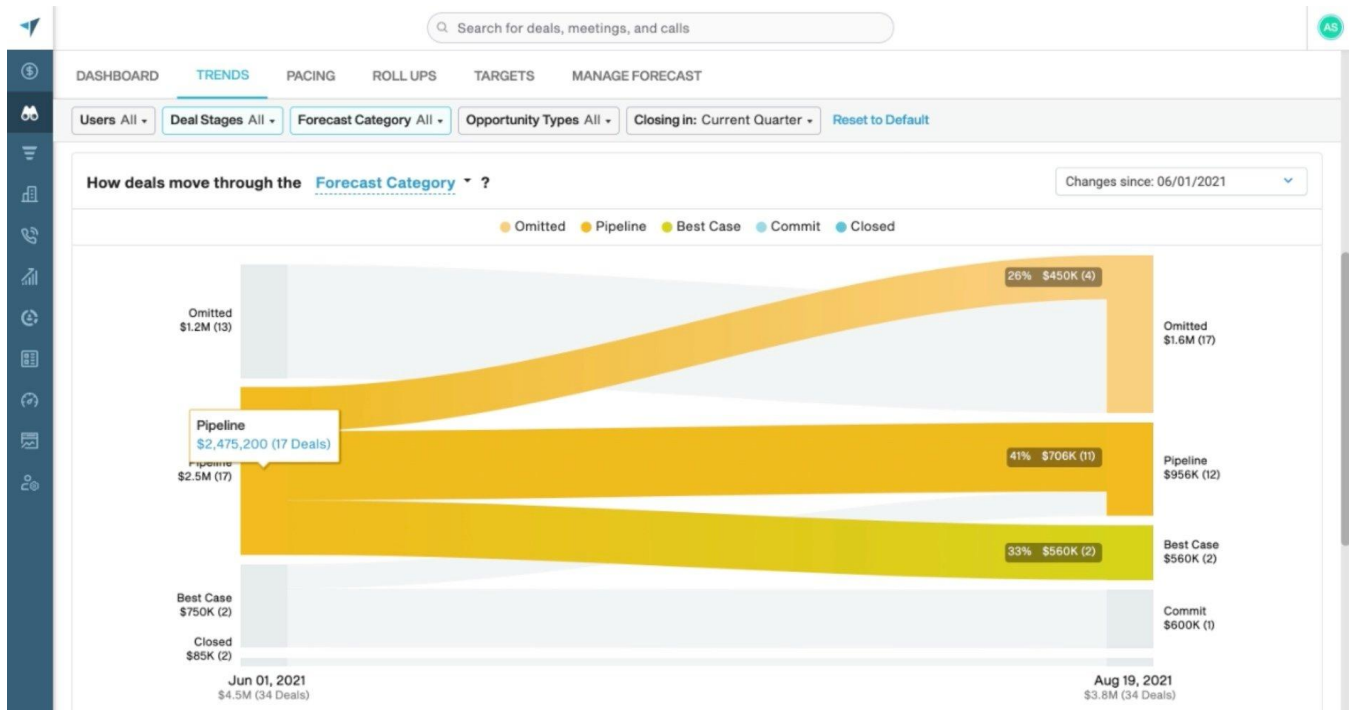 Search for deals, meetings, and calls
AS
DASHBOARD TRENDS PACING ROLL UPS TARGETS MANAGE FORECAST
Users All Deal Stages All Forecast Category All Opportunity Types All Closing in: Current Quarter Reset to Default
How deals move through the Forecast Category ?
Changes since: 06/01/2021
Omitted Pipeline Best Case Commit Closed
26% $450K (4)
Omitted
$1.2M (13)
Omitted
$1.6M (17)
Pipeline
$2,475,200 (17 Deals)
Pipeline
$2.5M (17)
41% $706K (11)
Pipeline
$956K (12)
33% $560K (2)
Best Case
$560K (2)
Best Case
$750K (2)
Commit
$600K (1)
Closed
$85K (2)
Jun 01, 2021
$4.5M (34 Deals)
Aug 19, 2021
$3.8M (34 Deals)